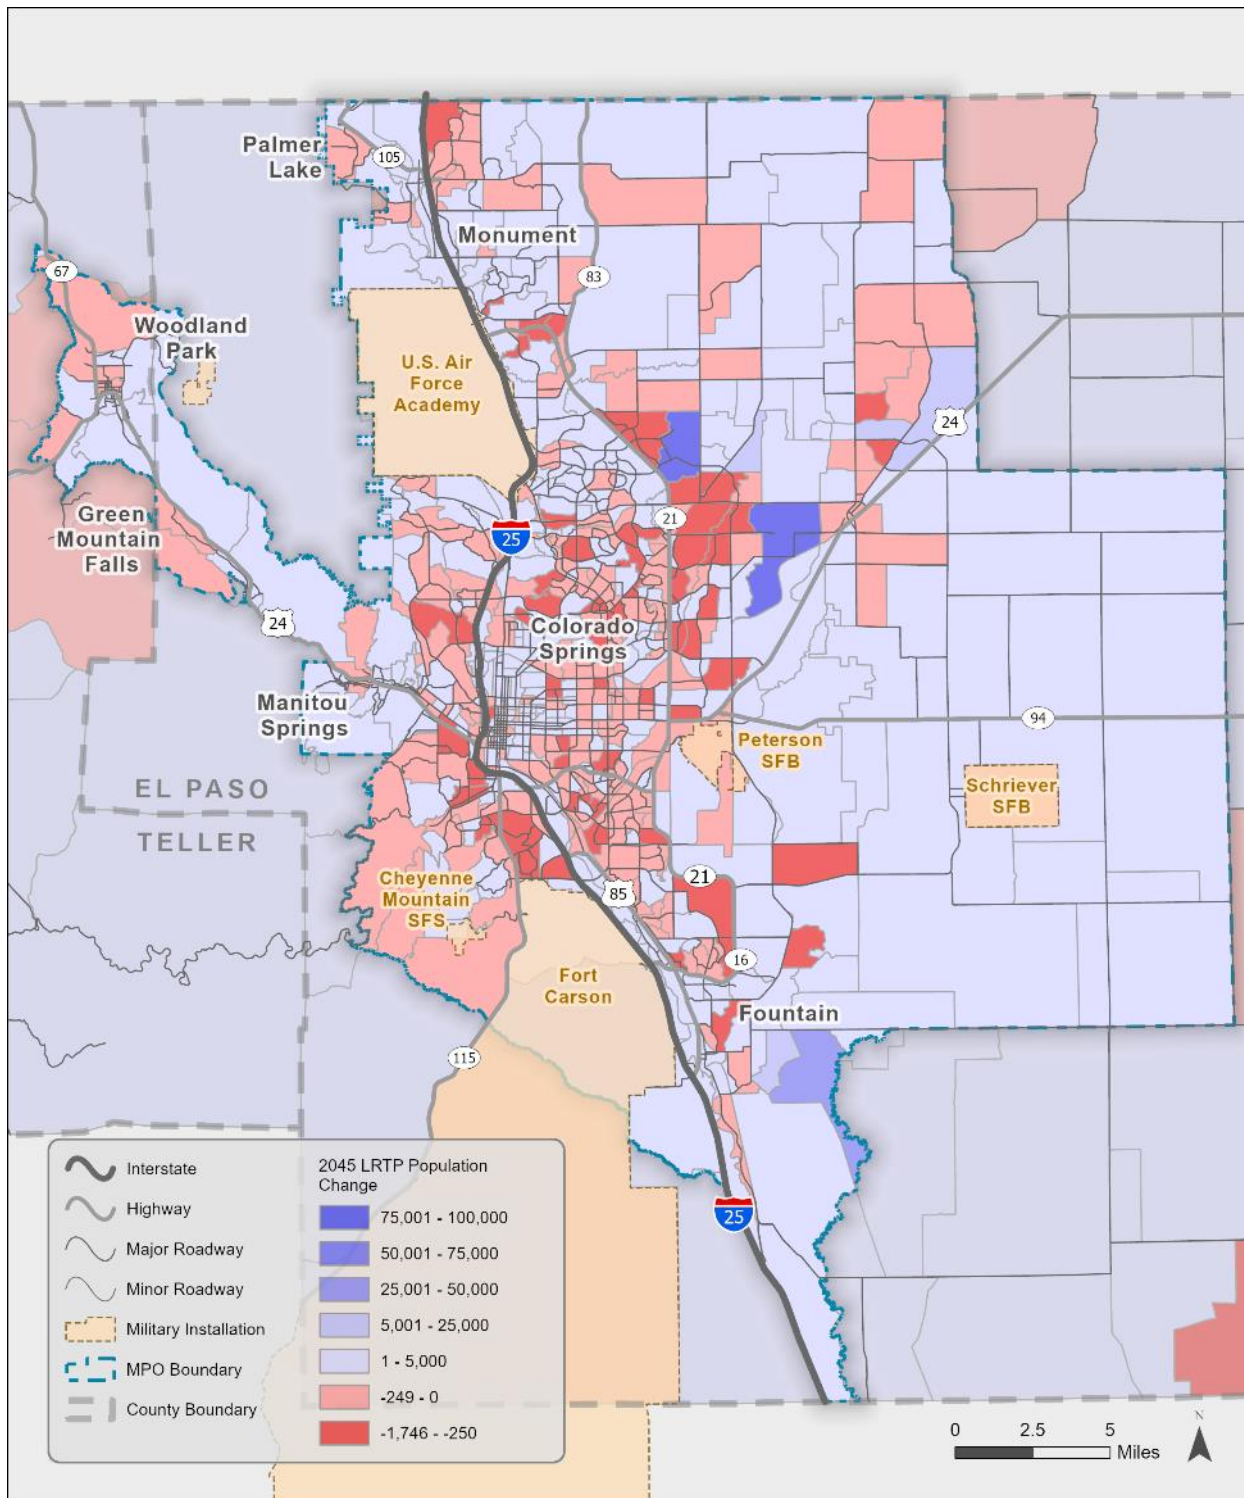 Palmer
Lake
105
Monument
67
83
Woodland
Park
U.S. Air
Force
Academy
24
Green
Mountain
Falls
21
25
24
Colorado
Springs
Manitou
Springs
94
Peterson
SFB
Schriever
SFB
EL PASO
TELLER
Cheyenne
Mountain
SFS
21
85
16
Fort
Carson
Fountain
115
25
Interstate
Highway
Major Roadway
Minor Roadway
Military Installation
MPO Boundary
County Boundary
2045 LRTP Population
Change
75,001 - 100,000
50,001 - 75,000
25,001 - 50,000
5,001 - 25,000
1 - 5,000
-249 - 0
-1,746 - -250
N
0 2.5 5
Miles